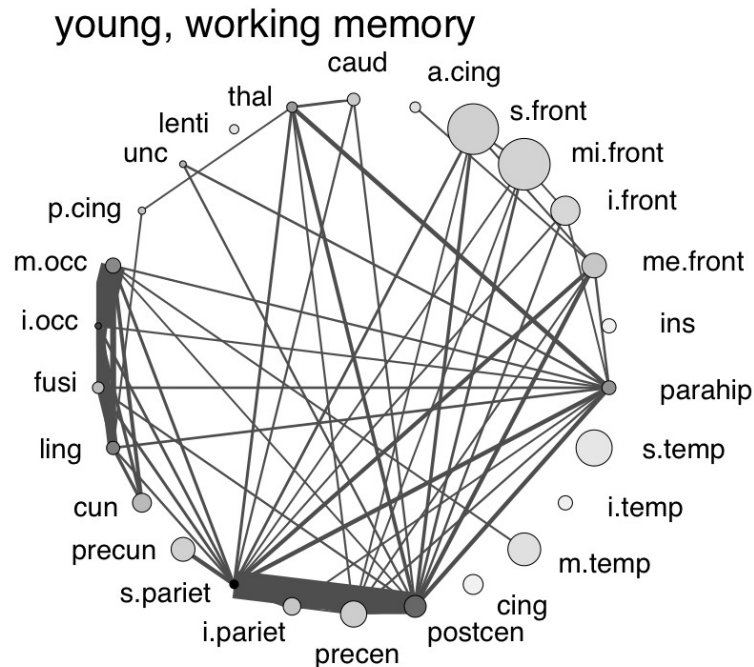 young, working memory
caud
a.cing
s.front
mi.front
i.front
me.front
ins
parahip
s.temp
i.temp
m.temp
cing
postcen
precen
i.pariet
s.pariet
precun
cun
ling
fusi
i.occ
m.occ
p.cing
unc
lenti
thal